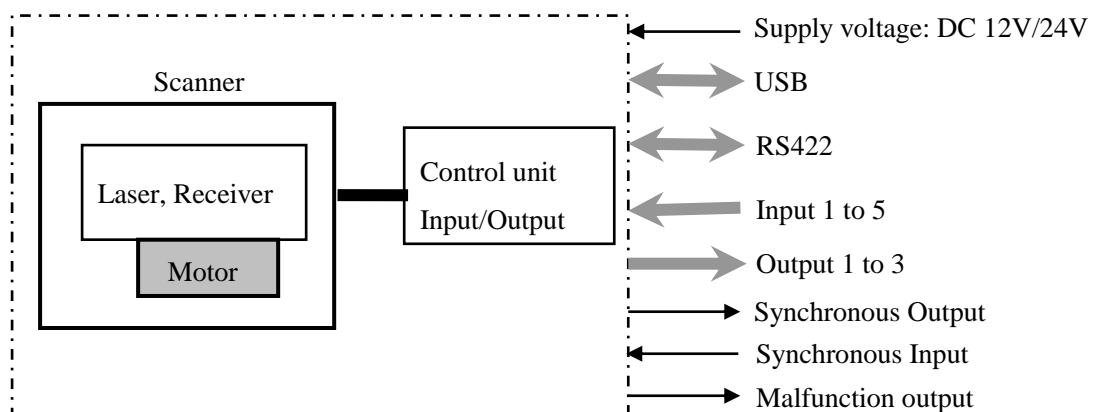 Supply voltage: DC 12V/24V
Scanner
USB
RS422
Control unit
Laser, Receiver
Input 1 to 5
Input/Output
Motor
Output 1 to 3
Synchronous Output
Synchronous Input
Malfunction output